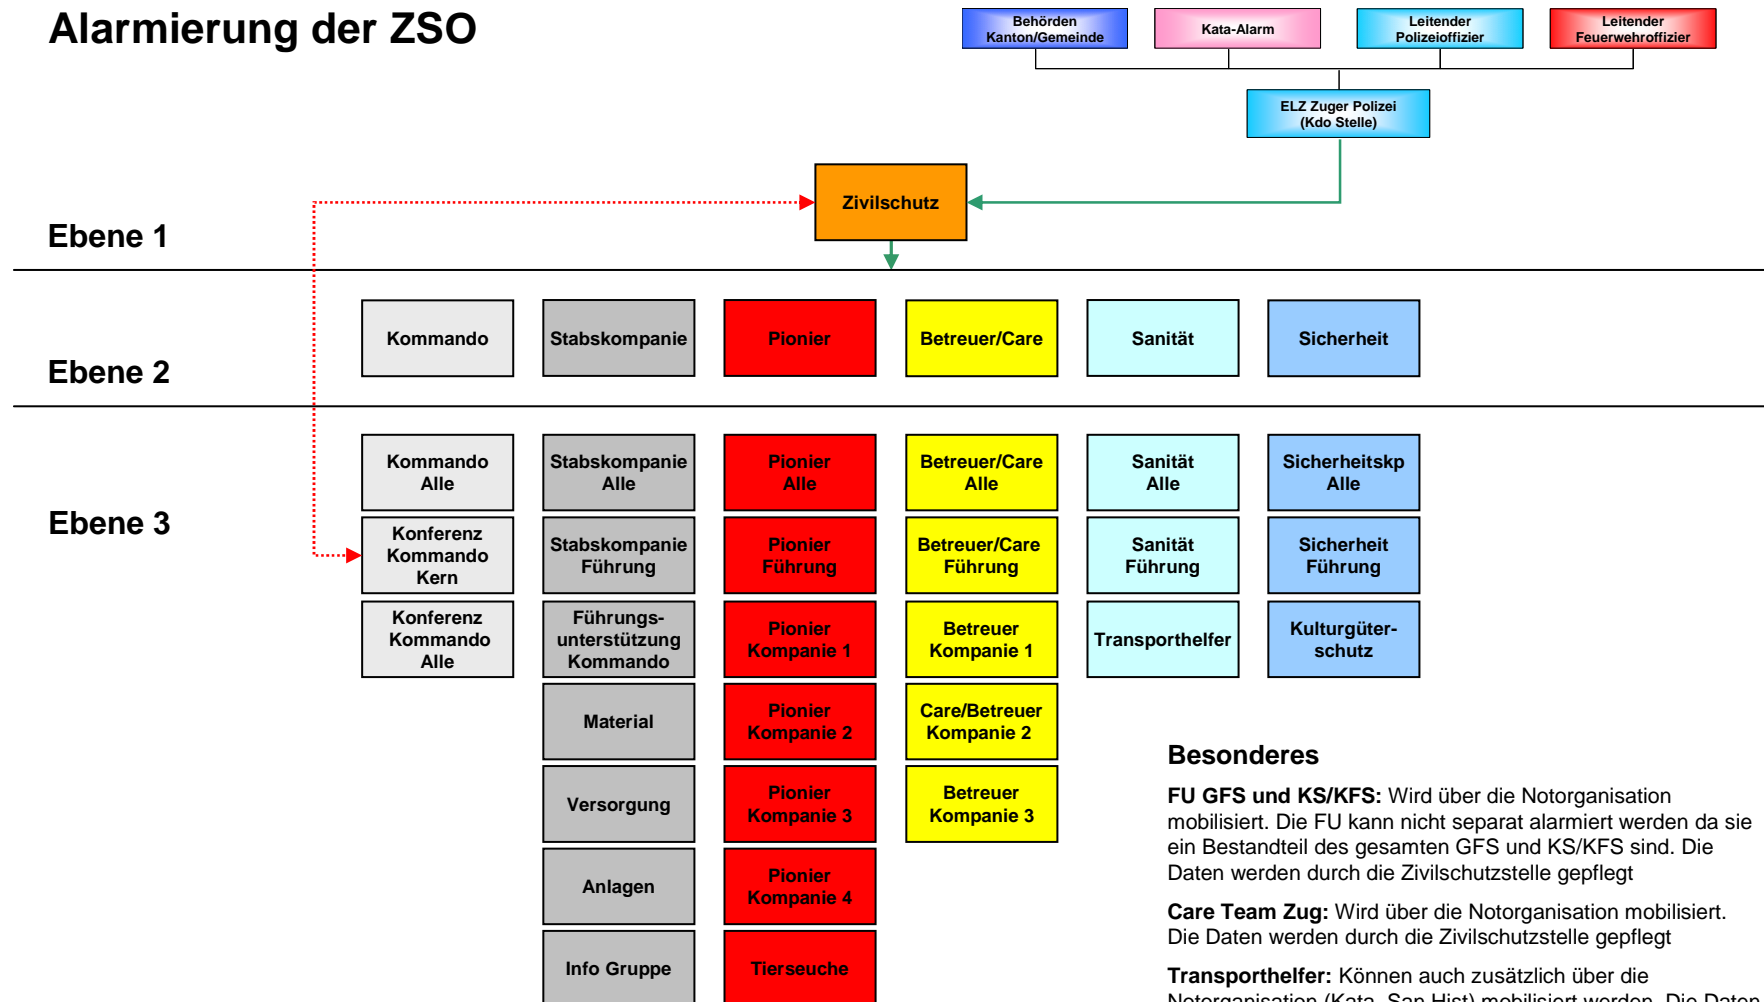 Alarmierung der ZSO
Behörden
Kanton/Gemeinde
Kata-Alarm
Leitender
Polizeioffizier
Leitender
Feuerwehroffizier
ELZ Zuger Polizei
(Kdo Stelle)
Zivilschutz
Ebene 1
Kommando
Stabskompanie
Pionier
Betreuer/Care
Sanität
Sicherheit
Ebene 2
Kommando
Alle
Stabskompanie
Alle
Pionier
Alle
Betreuer/Care
Alle
Sanität
Alle
Sicherheitskp
Alle
Ebene 3
Konferenz
Kommando
Kern
Stabskompanie
Führung
Pionier
Führung
Betreuer/Care
Führung
Sanität
Führung
Sicherheit
Führung
Konferenz
Kommando
Alle
Führungs-
unterstützung
Kommando
Pionier
Kompanie 1
Betreuer
Kompanie 1
Transporthelfer
Kulturgüter-
schutz
Material
Pionier
Kompanie 2
Care/Betreuer
Kompanie 2
Versorgung
Pionier
Kompanie 3
Betreuer
Kompanie 3
Anlagen
Pionier
Kompanie 4
Info Gruppe
Tierseuche
Besonderes
FU GFS und KS/KFS: Wird über die Notorganisation
mobilisiert. Die FU kann nicht separat alarmiert werden da sie
ein Bestandteil des gesamten GFS und KS/KFS sind. Die
Daten werden durch die Zivilschutzstelle gepflegt
Care Team Zug: Wird über die Notorganisation mobilisiert.
Die Daten werden durch die Zivilschutzstelle gepflegt
Transporthelfer: Können auch zusätzlich über die
Notorganisation (Kata, San Hist) mobilisiert werden. Die Daten